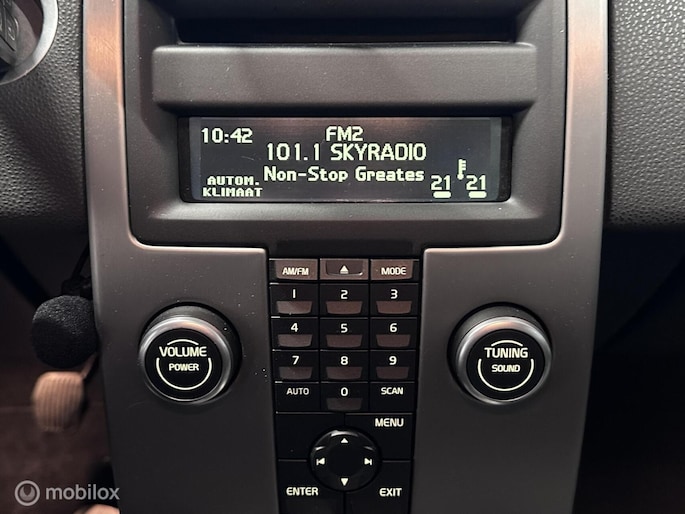 10:42
FM2
101.1 SKYRADIO
Non-Stop Greates
AUTOM.
KLIMAAT
21 21
AM/FM
MODE
1 2 3
4 5 6
7 8 9
AUTO 0 SCAN
VOLUME
POWER
TUNING
SOUND
MENU
ENTER EXIT
mobilox